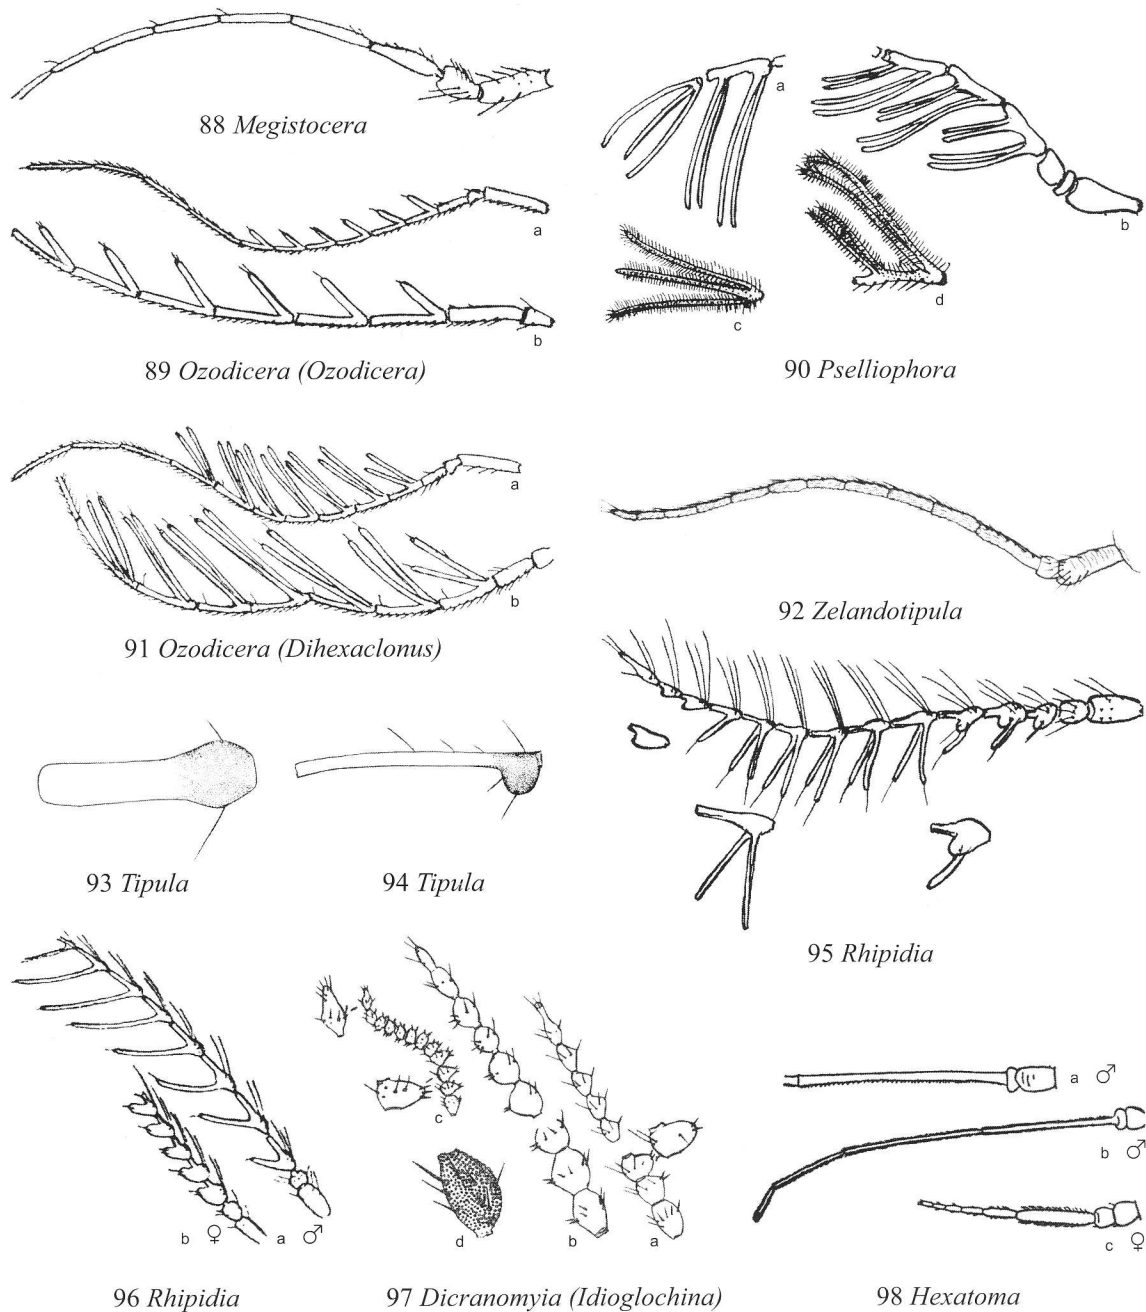 88 Megistocera
a
b
89 Ozodicera (Ozodicera)
a
b
c
d
90 Pselliophora
a
b
91 Ozodicera (Dihexaclonus)
92 Zelandotipula
93 Tipula
94 Tipula
95 Rhipidia
b ♀ a ♂
96 Rhipidia
c
d
b
a
97 Dicranomyia (Idioglochina)
a ♂
b ♂
c ♀
98 Hexatoma